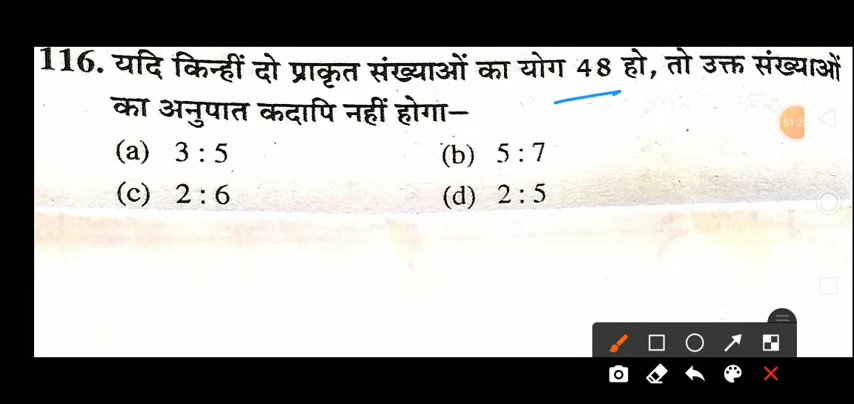 116. यदि किन्हीं दो प्राकृत संख्याओं का योग 48 हो, तो उक्त संख्याओं
का अनुपात कदापि नहीं होगा–
(a) 3 : 5 (b) 5 : 7
(c) 2 : 6 (d) 2 : 5